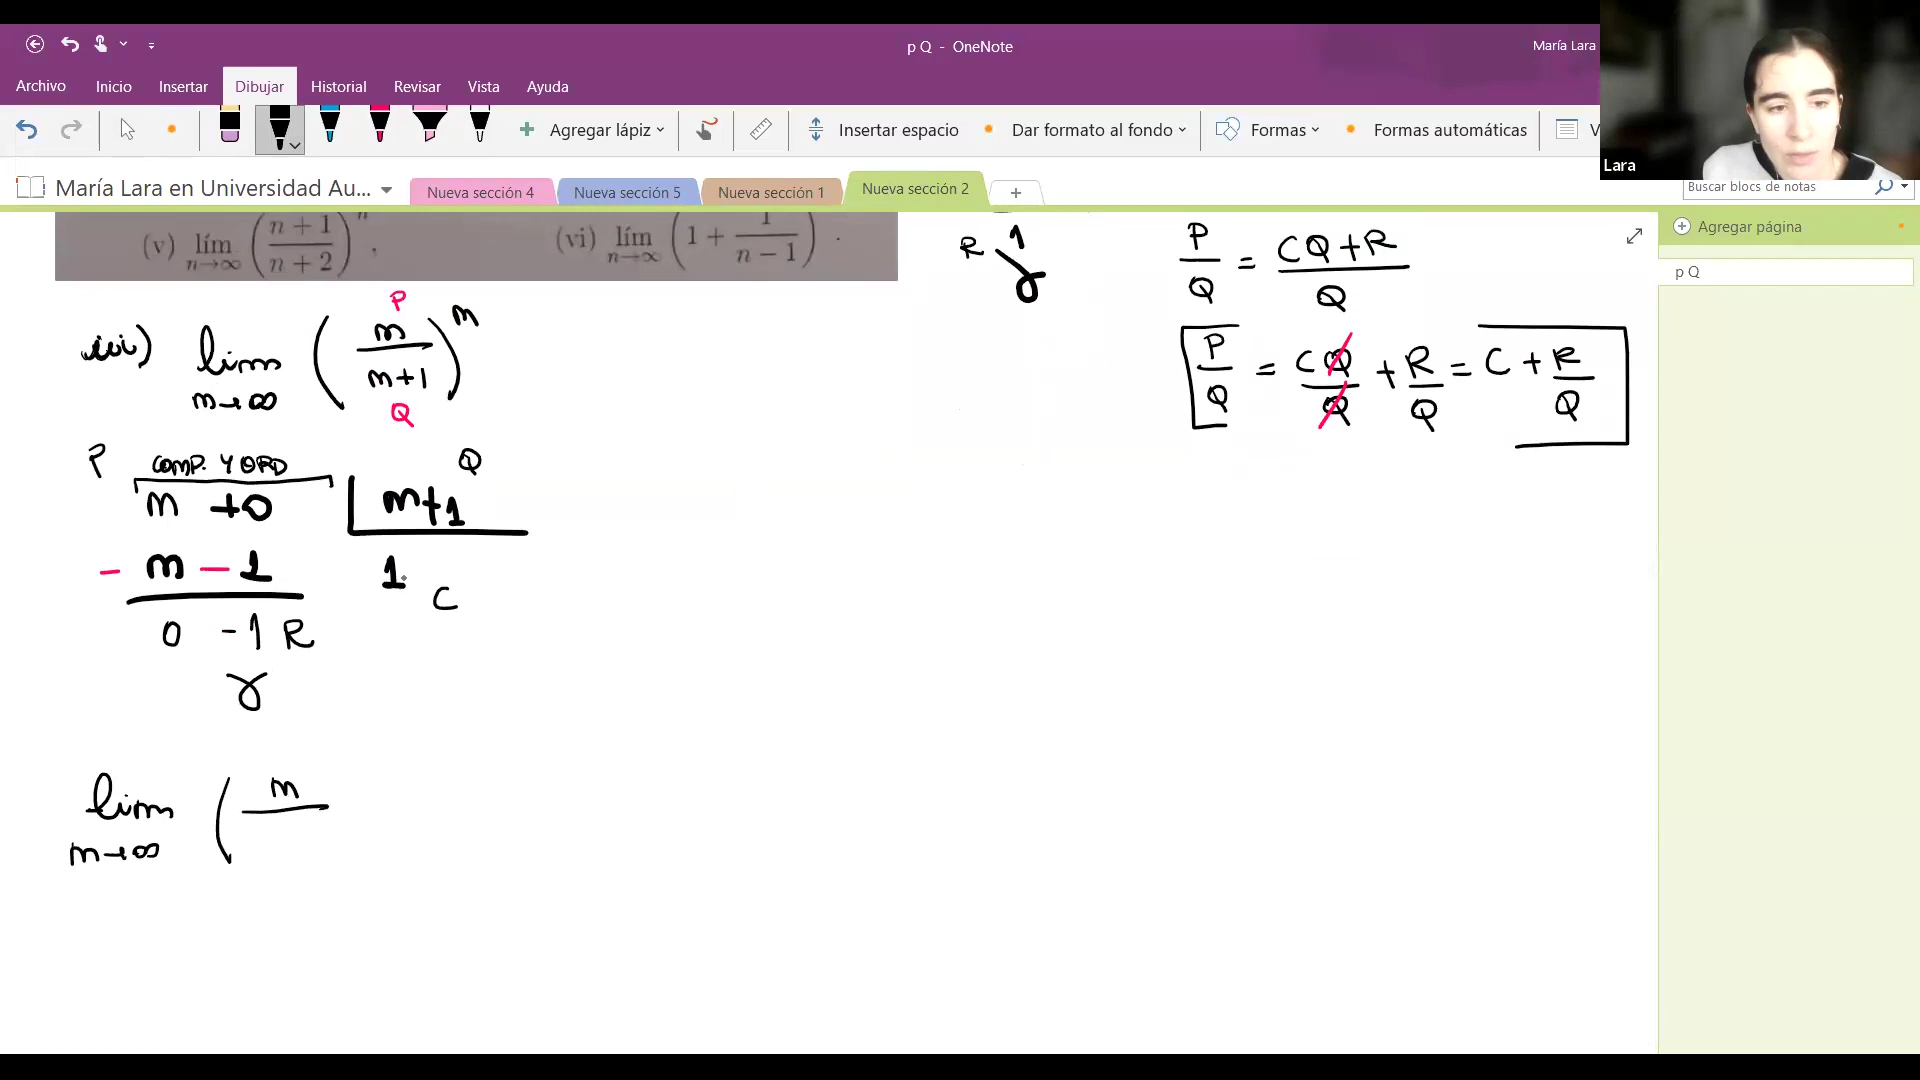 p Q - OneNote
María Lara
Archivo Inicio Insertar Dibujar Historial Revisar Vista Ayuda
Agregar lápiz Insertar espacio Dar formato al fondo Formas Formas automáticas V
Lara
María Lara en Universidad Au... Nueva sección 4 Nueva sección 5 Nueva sección 1 Nueva sección 2 +
Buscar blocs de notas
Agregar página
p Q
(v) lím n→∞ ((n+1)/(n+2))^n , (vi) lím n→∞ (1 + 1/(n−1)) .
R 1
P/Q = (CQ+R)/Q
P/Q = CQ/Q + R/Q = C + R/Q
iii) lim m→∞ (m/(m+1))^m
P
Q
P COMP. Y ORD Q
m +0 m+1
- m - 1 1
C
0 -1 R
lim m→∞ ( m